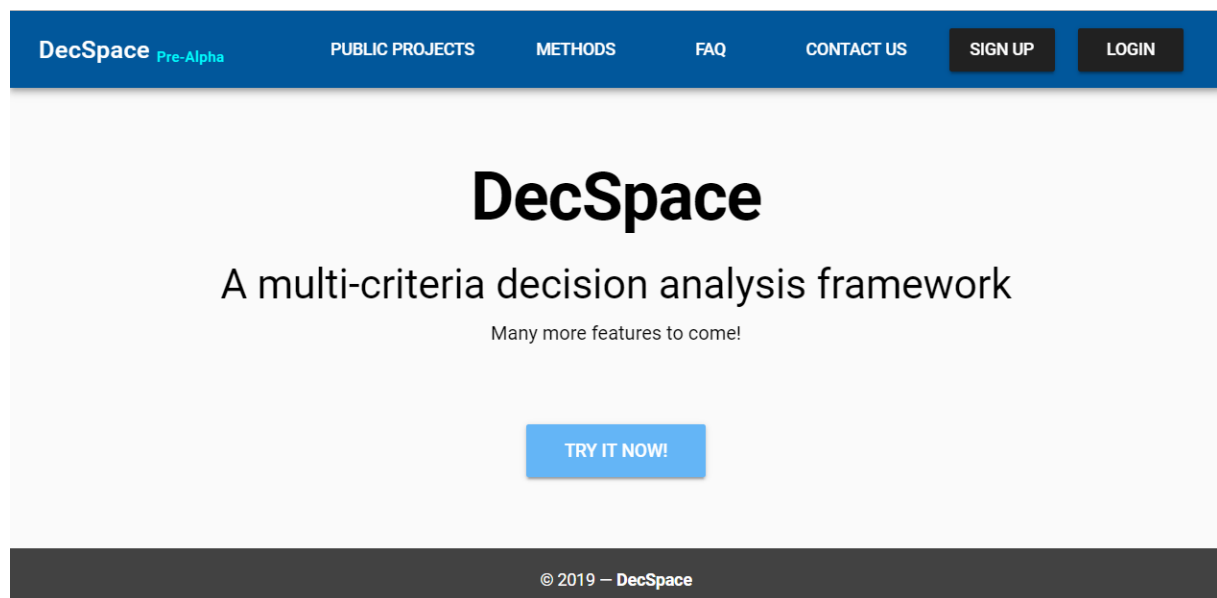 DecSpace Pre-Alpha PUBLIC PROJECTS METHODS FAQ CONTACT US SIGN UP LOGIN
DecSpace
A multi-criteria decision analysis framework
Many more features to come!
TRY IT NOW!
© 2019 — DecSpace